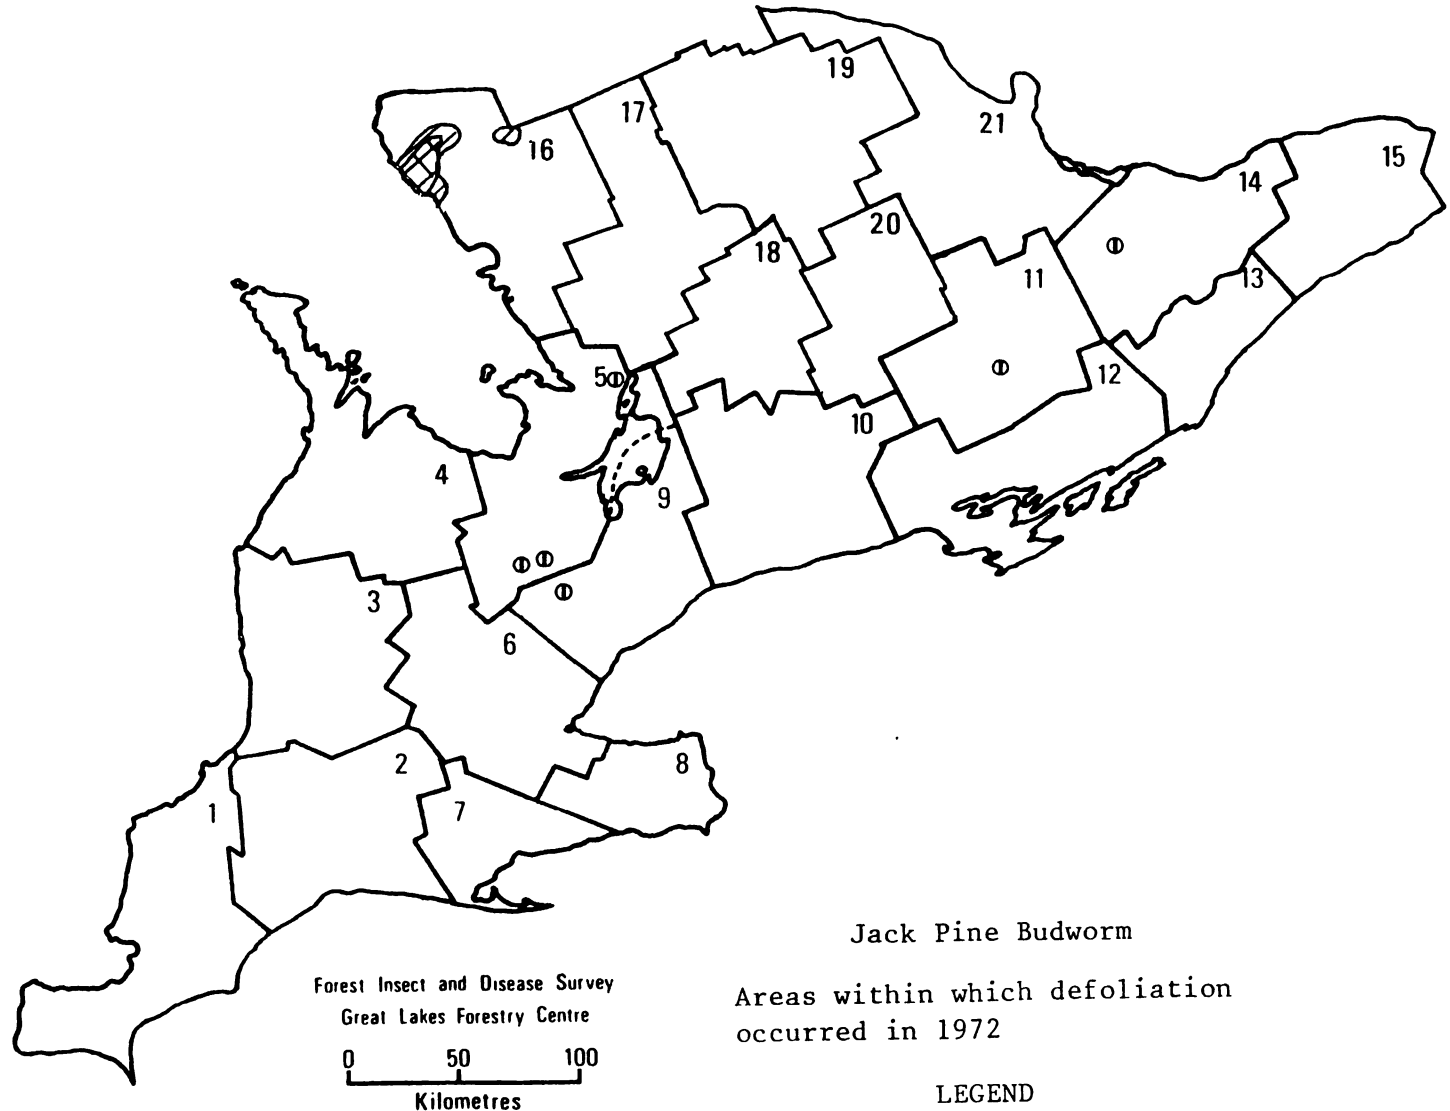 19
17
21
16
15
14
20
18
11
13
5
12
10
4
9
3
6
2
8
7
1
Jack Pine Budworm
Areas within which defoliation
occurred in 1972
LEGEND
Forest Insect and Disease Survey
Great Lakes Forestry Centre
0 50 100
Kilometres